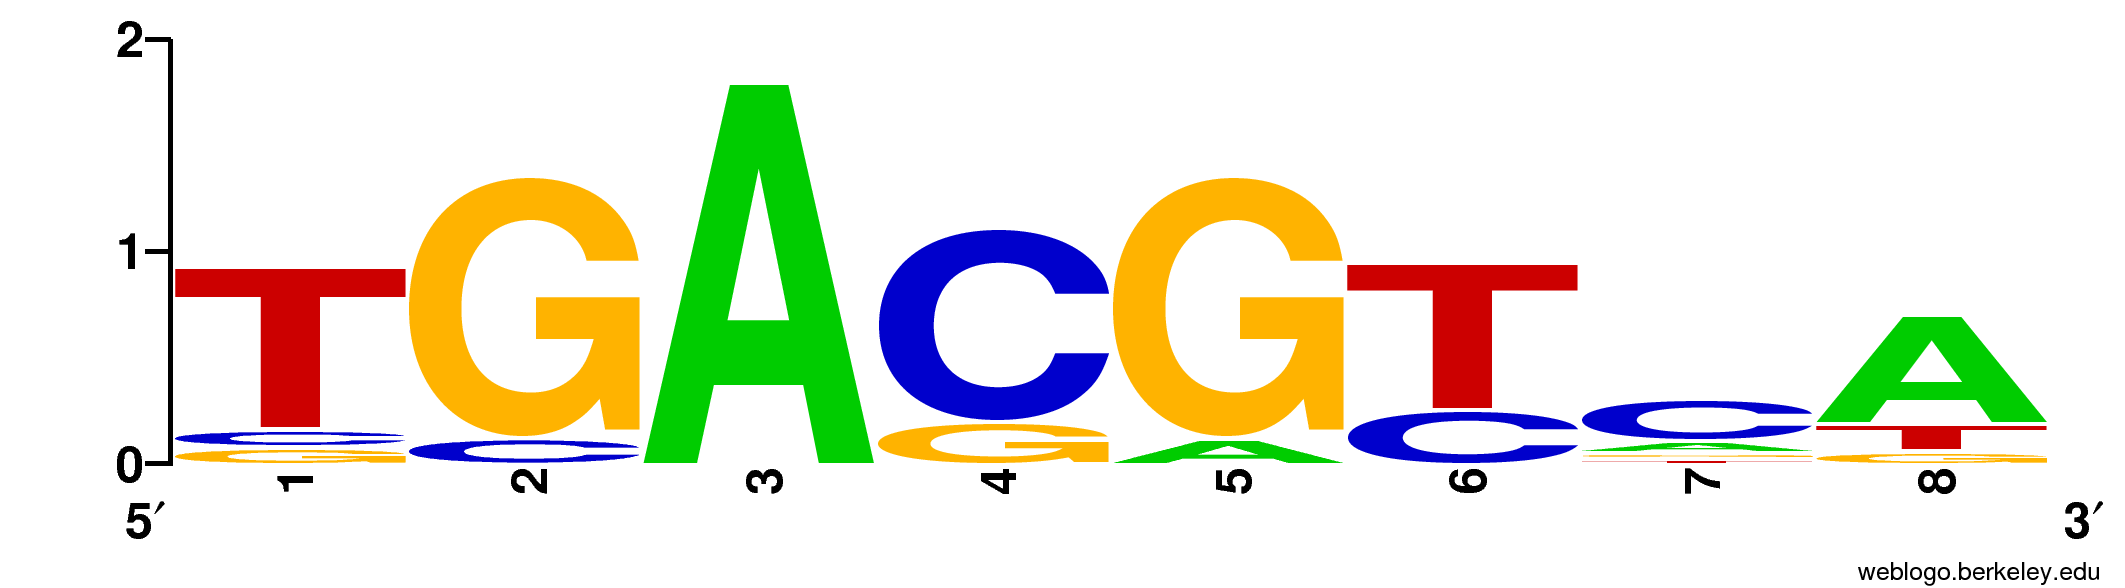 2
1
0
T G A C G T C A
C C G A C A T
G G G
T
1 2 3 4 5 6 7 8
5′ 3′
weblogo.berkeley.edu